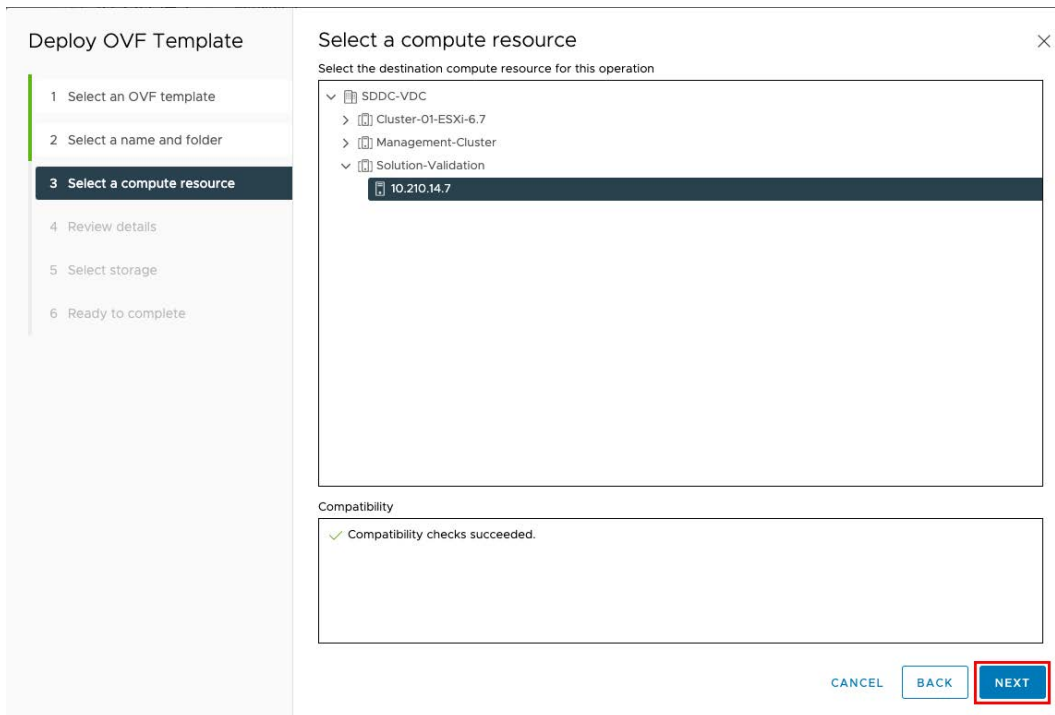 Deploy OVF Template
1 Select an OVF template
2 Select a name and folder
3 Select a compute resource
4 Review details
5 Select storage
6 Ready to complete
Select a compute resource
Select the destination compute resource for this operation
SDDC-VDC
Cluster-01-ESXi-6.7
Management-Cluster
Solution-Validation
10.210.14.7
Compatibility
Compatibility checks succeeded.
CANCEL BACK NEXT